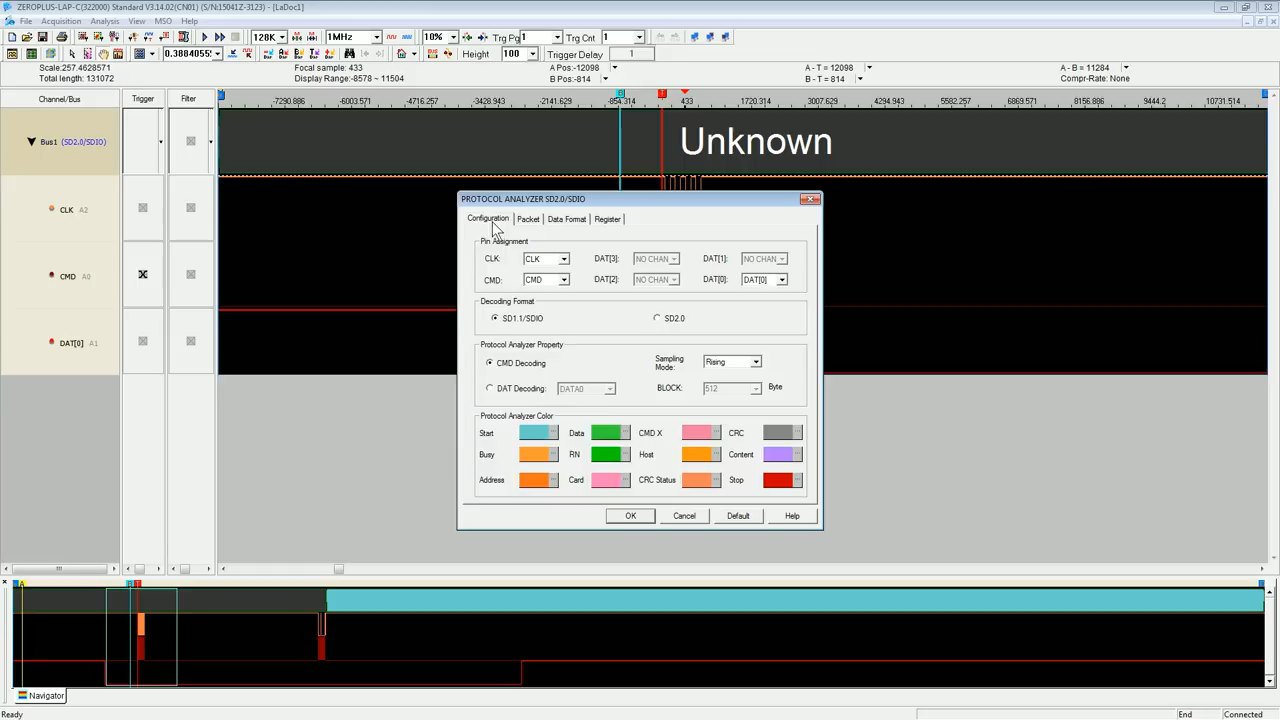 ZEROPLUS-LAP-C(322000) Standard V3.14.02(CN01) (S/N:15041Z-3123) - [LaDoc1]
File Acquisition Analysis View MSO Help
128K 1MHz 10% Trg Pg 1 Trg Cnt 1
0.3884055 Height 100 Trigger Delay 1
Scale:257.4628571 Focal sample: 433 A Pos:-12098 A - T = 12098 A - B = 11284
Total length: 131072 Display Range:-8578 ~ 11504 B Pos:-814 B - T = 814 Compr-Rate: None
Channel/Bus Trigger Filter
-7290.886 -6003.571 -4716.257 -3428.943 -2141.629 -854.314 433 1720.314 3007.629 4294.943 5582.257 6869.571 8156.886 9444.2 10731.514
Bus1 (SD2.0/SDIO) Unknown
CLK A2
CMD A0
DAT[0] A1
PROTOCOL ANALYZER SD2.0/SDIO
Configuration Packet Data Format Register
Pin Assignment
CLK: CLK DAT[3]: NO CHAN DAT[1]: NO CHAN
CMD: CMD DAT[2]: NO CHAN DAT[0]: DAT[0]
Decoding Format
SD1.1/SDIO SD2.0
Protocol Analyzer Property
CMD Decoding Sampling Mode: Rising
DAT Decoding: DATA0 BLOCK: 512 Byte
Protocol Analyzer Color
Start Data CMD X CRC
Busy RN Host Content
Address Card CRC Status Stop
OK Cancel Default Help
A B T
Navigator
Ready End Connected